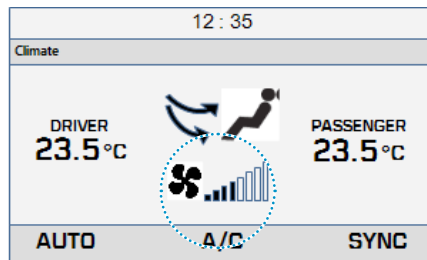 12 : 35
Climate
DRIVER
23.5°C
PASSENGER
23.5°C
AUTO
A/C
SYNC